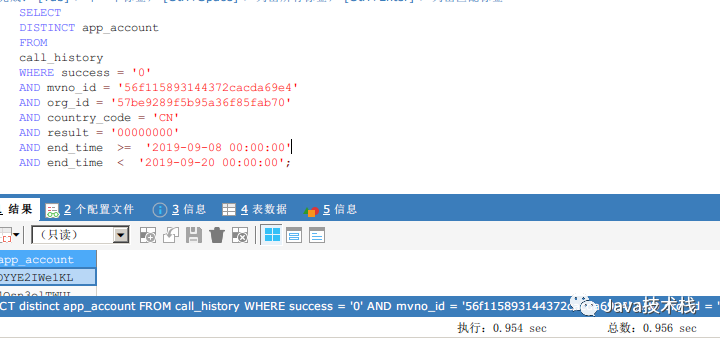 SELECT
DISTINCT app_account
FROM
call_history
WHERE success = '0'
AND mvno_id = '56f115893144372cacda69e4'
AND org_id = '57be9289f5b95a36f85fab70'
AND country_code = 'CN'
AND result = '00000000'
AND end_time >= '2019-09-08 00:00:00'
AND end_time < '2019-09-20 00:00:00';
结果 2 个配置文件 3 信息 4 表数据 5 信息
(只读)
app_account
OYYE2IWe1KL
CT distinct app_account FROM call_history WHERE success = '0' AND mvno_id = '56f115893144372
Java技术栈
执行: 0.954 sec 总数: 0.956 sec